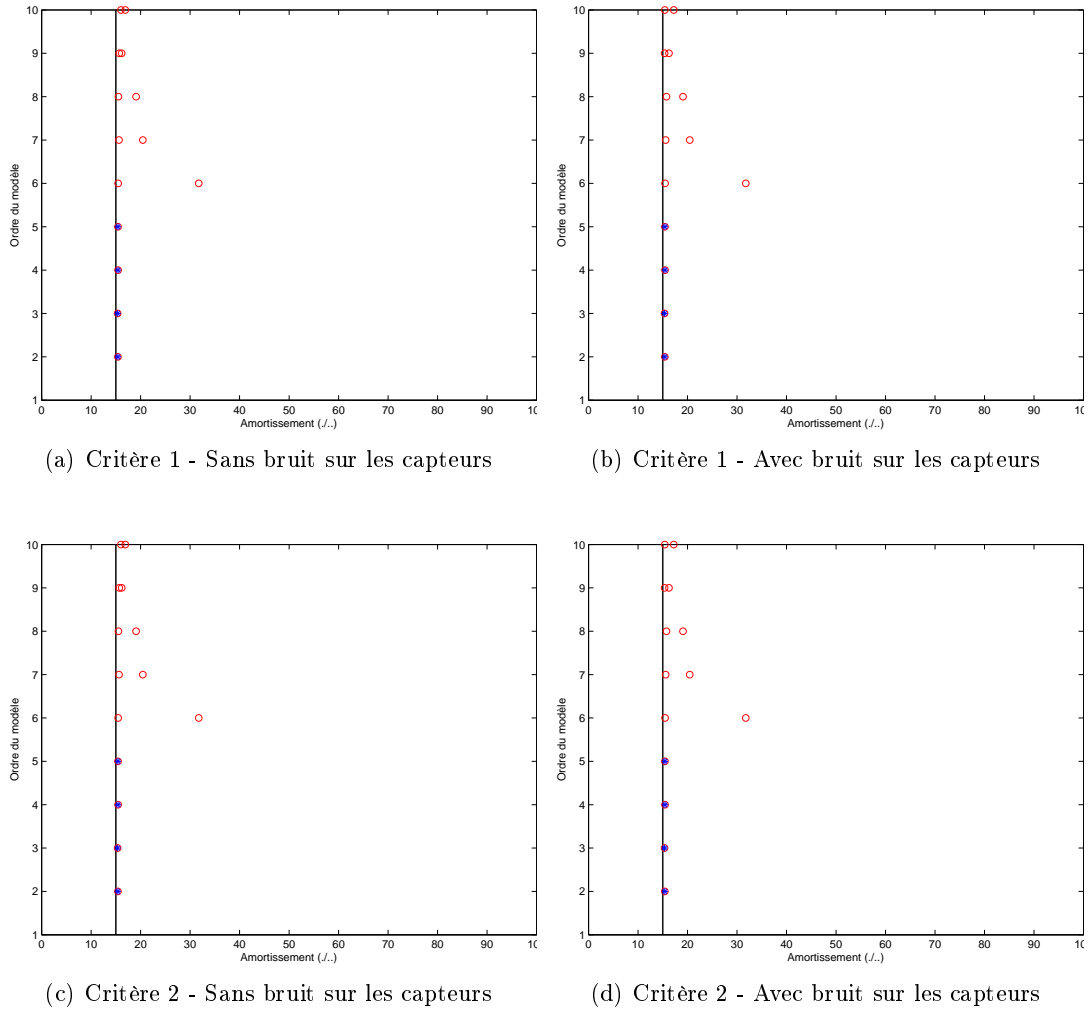 10
9
8
7
6
5
4
3
2
1
Ordre du modèle
0 10 20 30 40 50 60 70 80 90 10
Amortissement (./..)
(a) Critère 1 - Sans bruit sur les capteurs
10
9
8
7
6
5
4
3
2
1
Ordre du modèle
0 10 20 30 40 50 60 70 80 90 10
Amortissement (./..)
(b) Critère 1 - Avec bruit sur les capteurs
10
9
8
7
6
5
4
3
2
1
Ordre du modèle
0 10 20 30 40 50 60 70 80 90 10
Amortissement (./..)
(c) Critère 2 - Sans bruit sur les capteurs
10
9
8
7
6
5
4
3
2
1
Ordre du modèle
0 10 20 30 40 50 60 70 80 90 10
Amortissement (./..)
(d) Critère 2 - Avec bruit sur les capteurs